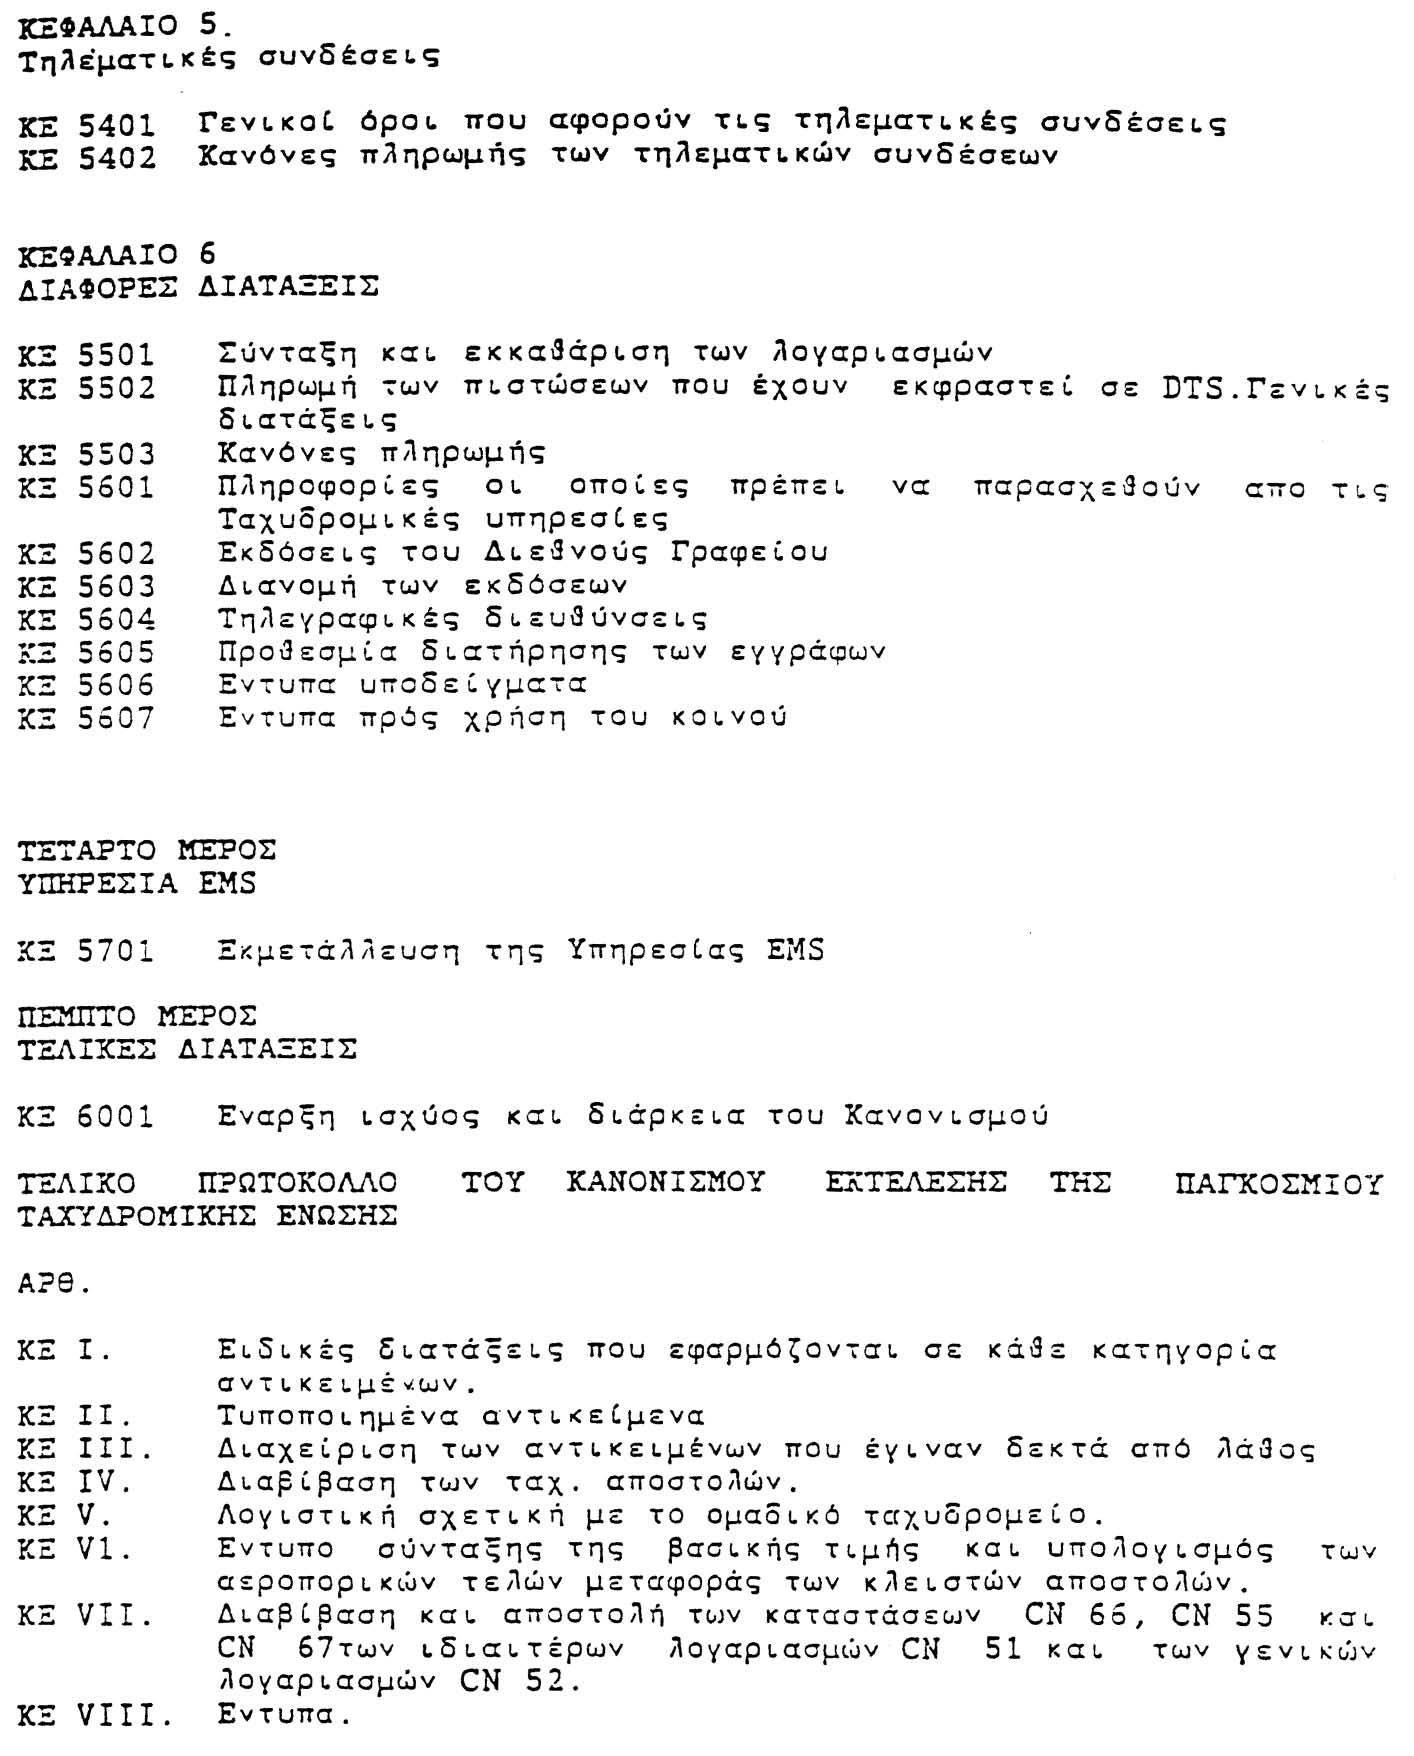 ΚΕΦΑΛΑΙΟ 5.
Τηλεματικές συνδέσεις
ΚΕ 5401 Γενικοί όροι που αφορούν τις τηλεματικές συνδέσεις
ΚΕ 5402 Κανόνες πληρωμής των τηλεματικών συνδέσεων
ΚΕΦΑΛΑΙΟ 6
ΔΙΑΦΟΡΕΣ ΔΙΑΤΑΞΕΙΣ
ΚΕ 5501 Σύνταξη και εκκαθάριση των λογαριασμών
ΚΕ 5502 Πληρωμή των πιστώσεων που έχουν εκφραστεί σε DTS.Γενικές
διατάξεις
ΚΕ 5503 Κανόνες πληρωμής
ΚΕ 5601 Πληροφορίες οι οποίες πρέπει να παρασχεθούν απο τις
Ταχυδρομικές υπηρεσίες
ΚΕ 5602 Εκδόσεις του Διεθνούς Γραφείου
ΚΕ 5603 Διανομή των εκδόσεων
ΚΕ 5604 Τηλεγραφικές διευθύνσεις
ΚΕ 5605 Προθεσμία διατήρησης των εγγράφων
ΚΕ 5606 Εντυπα υποδείγματα
ΚΕ 5607 Εντυπα πρός χρήση του κοινού
ΤΕΤΑΡΤΟ ΜΕΡΟΣ
ΥΠΗΡΕΣΙΑ EMS
ΚΕ 5701 Εκμετάλλευση της Υπηρεσίας EMS
ΠΕΜΠΤΟ ΜΕΡΟΣ
ΤΕΛΙΚΕΣ ΔΙΑΤΑΞΕΙΣ
ΚΕ 6001 Εναρξη ισχύος και διάρκεια του Κανονισμού
ΤΕΛΙΚΟ ΠΡΩΤΟΚΟΛΛΟ ΤΟΥ ΚΑΝΟΝΙΣΜΟΥ ΕΚΤΕΛΕΣΗΣ ΤΗΣ ΠΑΓΚΟΣΜΙΟΥ
ΤΑΧΥΔΡΟΜΙΚΗΣ ΕΝΩΣΗΣ
ΑΡΘ.
ΚΕ I. Ειδικές διατάξεις που εφαρμόζονται σε κάθε κατηγορία
αντικειμένων.
ΚΕ II. Τυποποιημένα αντικείμενα
ΚΕ III. Διαχείριση των αντικειμένων που έγιναν δεκτά από λάθος
ΚΕ IV. Διαβίβαση των ταχ. αποστολών.
ΚΕ V. Λογιστική σχετική με το ομαδικό ταχυδρομείο.
ΚΕ V1. Εντυπο σύνταξης της βασικής τιμής και υπολογισμός των
αεροπορικών τελών μεταφοράς των κλειστών αποστολών.
ΚΕ VII. Διαβίβαση και αποστολή των καταστάσεων CN 66, CN 55 και
CN 67των ιδιαιτέρων λογαριασμών CN 51 και των γενικών
λογαριασμών CN 52.
ΚΕ VIII. Εντυπα.